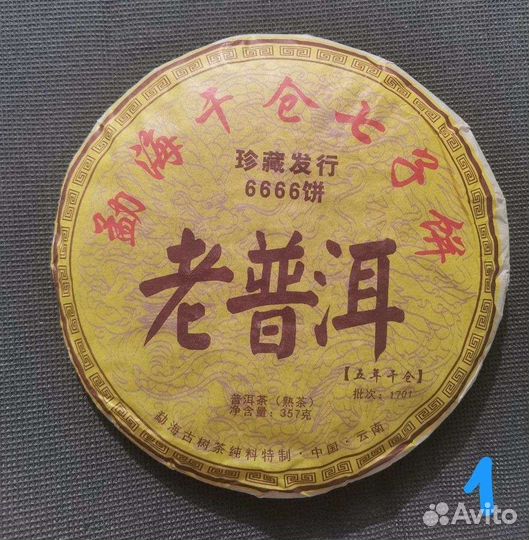 勐海干仓七子饼
珍藏发行
6666饼
老普洱
【五年干仓】
批次：1701
普洱茶（熟茶）
净含量：357克
勐海古树茶纯料特制·中国·云南
1
Avito